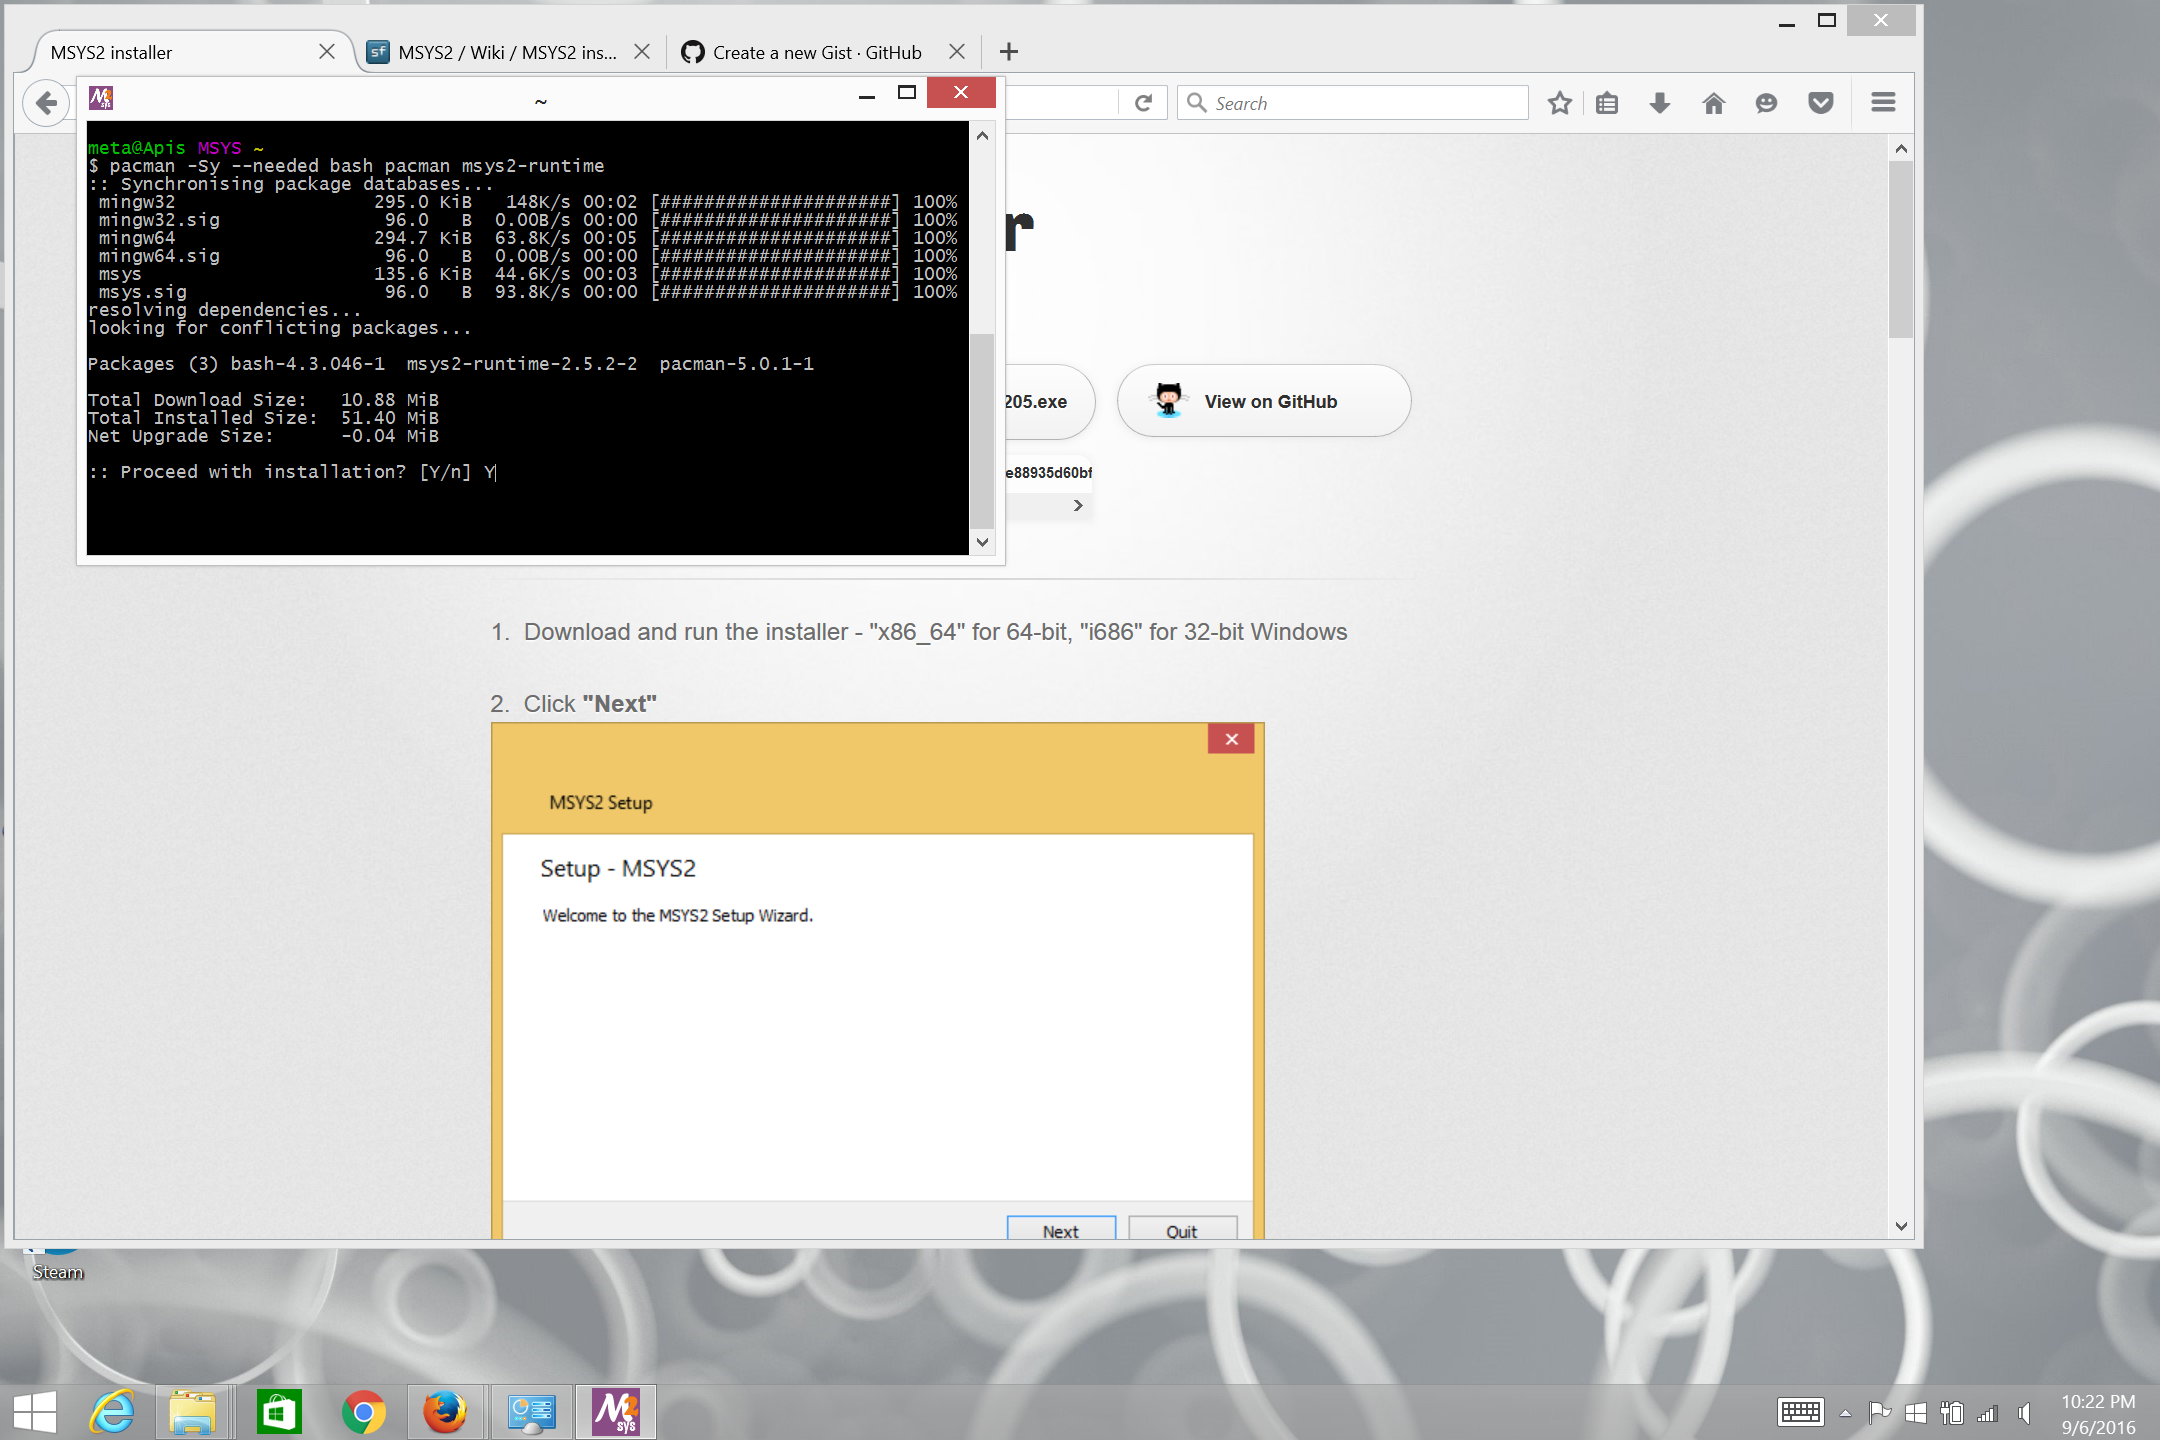 MSYS2 installer
MSYS2 / Wiki / MSYS2 ins...
Create a new Gist · GitHub
~
Search
meta@Apis MSYS ~
$ pacman -Sy --needed bash pacman msys2-runtime
:: Synchronising package databases...
mingw32 295.0 KiB 148K/s 00:02 [#####################] 100%
mingw32.sig 96.0 B 0.00B/s 00:00 [#####################] 100%
mingw64 294.7 KiB 63.8K/s 00:05 [#####################] 100%
mingw64.sig 96.0 B 0.00B/s 00:00 [#####################] 100%
msys 135.6 KiB 44.6K/s 00:03 [#####################] 100%
msys.sig 96.0 B 93.8K/s 00:00 [#####################] 100%
resolving dependencies...
looking for conflicting packages...
Packages (3) bash-4.3.046-1 msys2-runtime-2.5.2-2 pacman-5.0.1-1
Total Download Size: 10.88 MiB
Total Installed Size: 51.40 MiB
Net Upgrade Size: -0.04 MiB
:: Proceed with installation? [Y/n] Y
r
205.exe
View on GitHub
e88935d60bf
1. Download and run the installer - "x86_64" for 64-bit, "i686" for 32-bit Windows
2. Click "Next"
MSYS2 Setup
Setup - MSYS2
Welcome to the MSYS2 Setup Wizard.
Next
Quit
Steam
10:22 PM
9/6/2016